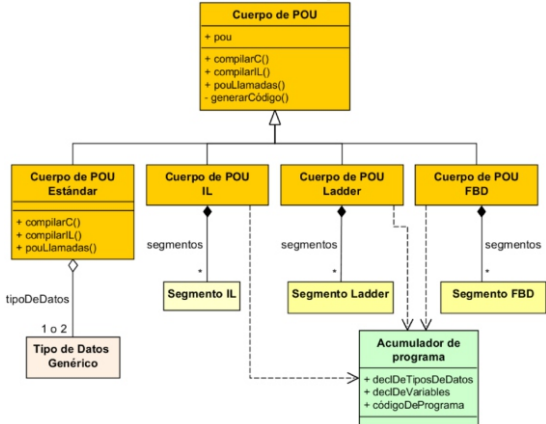 Cuerpo de POU
+ pou
+ compilarC()
+ compilarIL()
+ pouLlamadas()
- generarCódigo()
Cuerpo de POU
Estándar
+ compilarC()
+ compilarIL()
+ pouLlamadas()
Cuerpo de POU
IL
Cuerpo de POU
Ladder
Cuerpo de POU
FBD
segmentos
segmentos
segmentos
*
*
*
Segmento IL
Segmento Ladder
Segmento FBD
tipoDeDatos
1 o 2
Tipo de Datos
Genérico
Acumulador de
programa
+ declDeTiposDeDatos
+ declDeVariables
+ códigoDePrograma